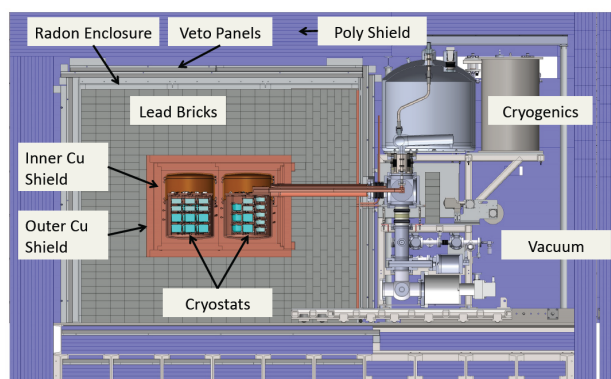 Radon Enclosure
Veto Panels
Poly Shield
Lead Bricks
Cryogenics
Inner Cu
Shield
Outer Cu
Shield
Vacuum
Cryostats